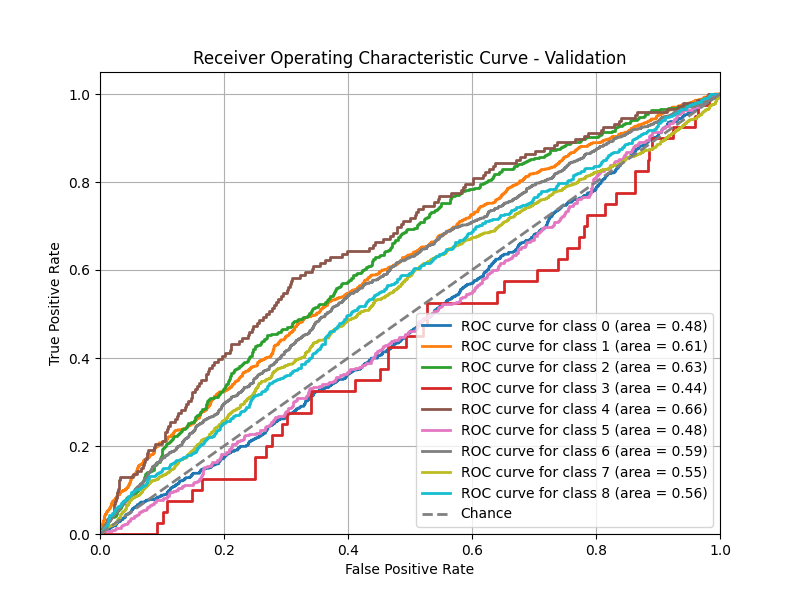 Receiver Operating Characteristic Curve - Validation
True Positive Rate
1.0
0.8
0.6
0.4
0.2
0.0
ROC curve for class 0 (area = 0.48)
ROC curve for class 1 (area = 0.61)
ROC curve for class 2 (area = 0.63)
ROC curve for class 3 (area = 0.44)
ROC curve for class 4 (area = 0.66)
ROC curve for class 5 (area = 0.48)
ROC curve for class 6 (area = 0.59)
ROC curve for class 7 (area = 0.55)
ROC curve for class 8 (area = 0.56)
Chance
0.0 0.2 0.4 0.6 0.8 1.0
False Positive Rate